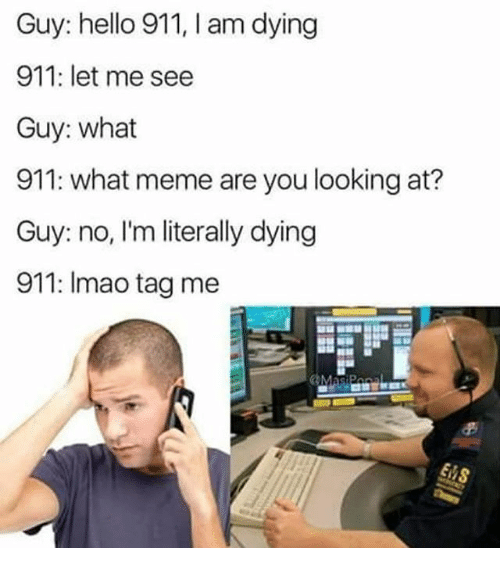 Guy: hello 911, I am dying
911: let me see
Guy: what
911: what meme are you looking at?
Guy: no, I'm literally dying
911: lmao tag me
EMS